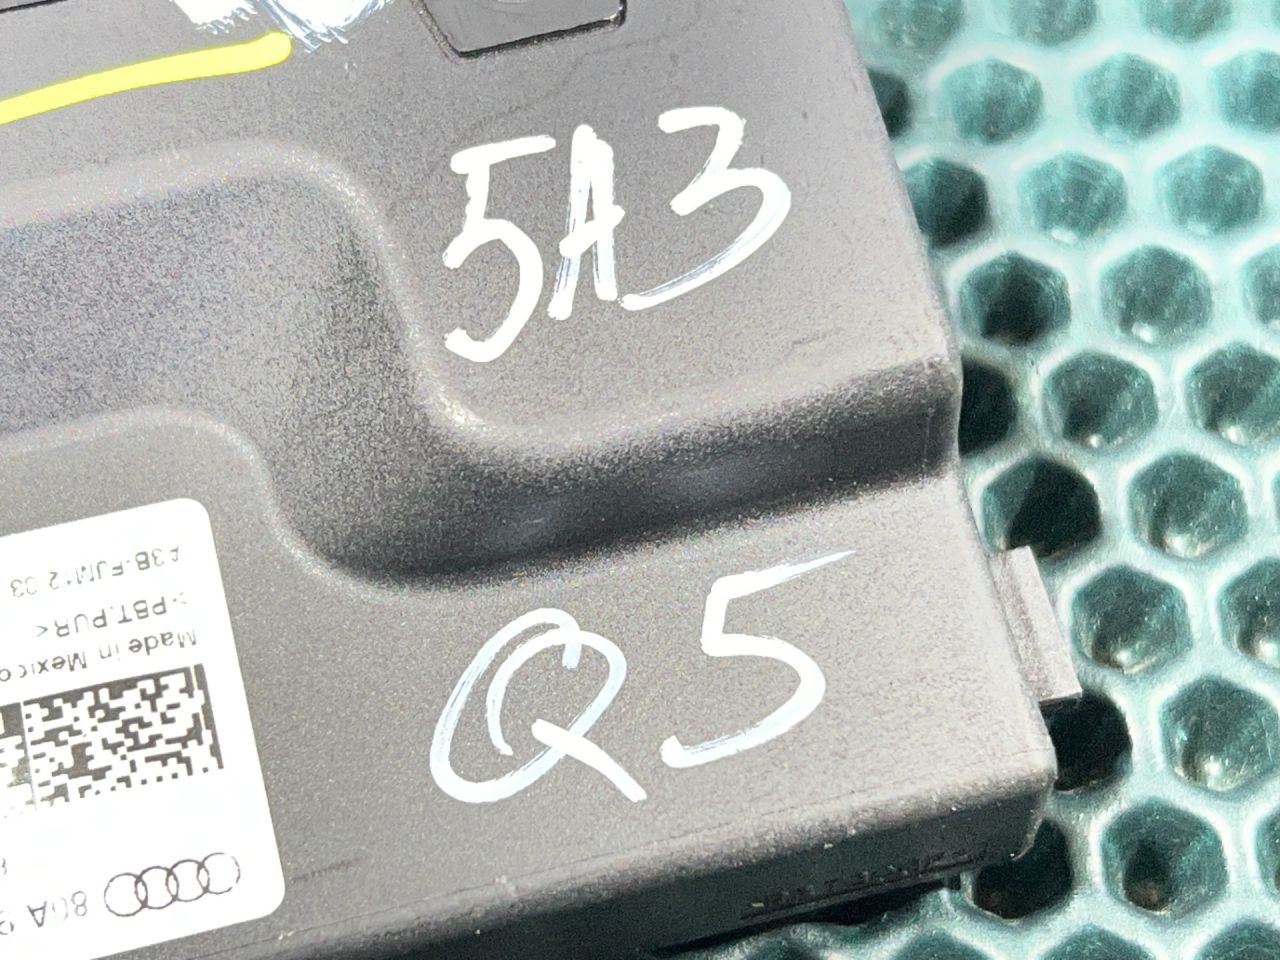 5A3
Q5
>PBT.PUR<
Made in Mexico
80A